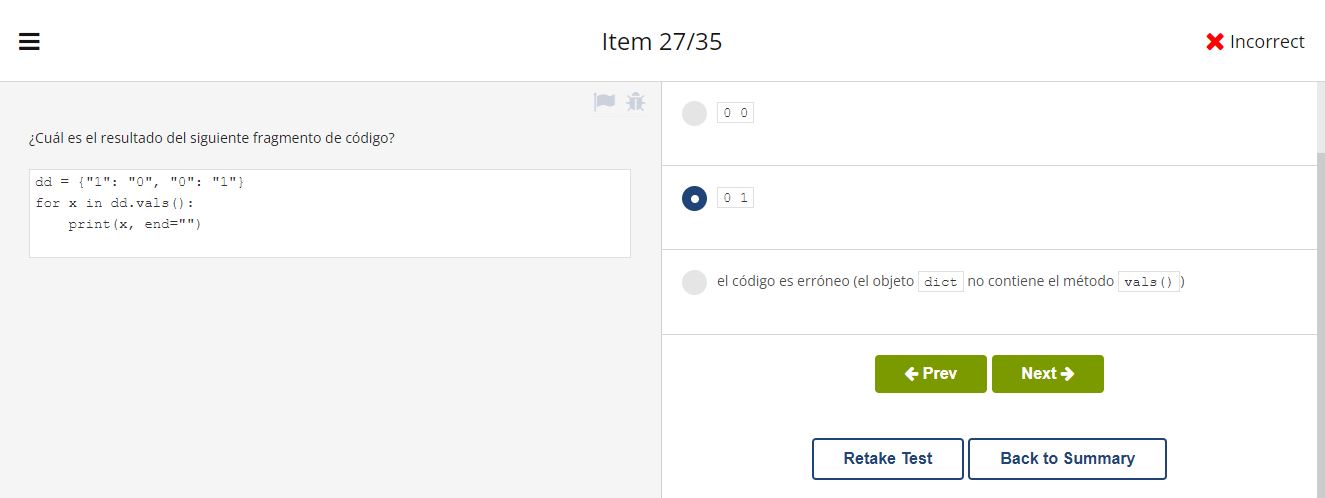 Item 27/35
Incorrect
¿Cuál es el resultado del siguiente fragmento de código?
dd = {"1": "0", "0": "1"}
for x in dd.vals():
    print(x, end="")
0 0
0 1
el código es erróneo (el objeto dict no contiene el método vals())
Prev
Next
Retake Test
Back to Summary